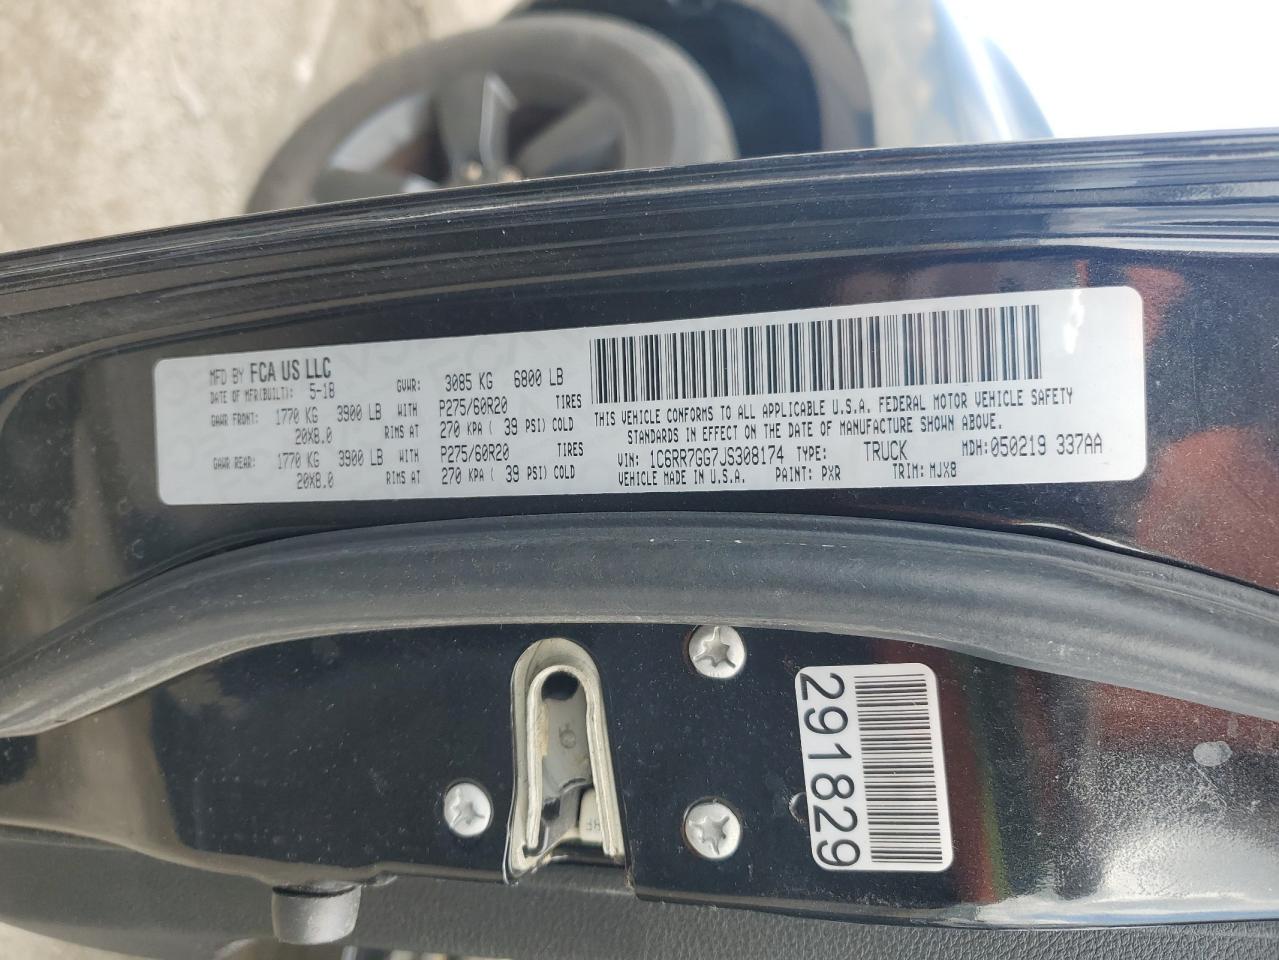 MFD BY FCA US LLC
DATE OF MFR(BUILT): 5-18 GVWR: 3085 KG 6800 LB
GAWR FRONT: 1770 KG 3900 LB WITH P275/60R20 TIRES
20X8.0 RIMS AT 270 KPA ( 39 PSI) COLD
GAWR REAR: 1770 KG 3900 LB WITH P275/60R20 TIRES
20X8.0 RIMS AT 270 KPA ( 39 PSI) COLD
THIS VEHICLE CONFORMS TO ALL APPLICABLE U.S.A. FEDERAL MOTOR VEHICLE SAFETY
STANDARDS IN EFFECT ON THE DATE OF MANUFACTURE SHOWN ABOVE.
VIN: 1C6RR7GG7JS308174 TYPE: TRUCK MDH:050219 337AA
VEHICLE MADE IN U.S.A. PAINT: PXR TRIM: MJX8
291829